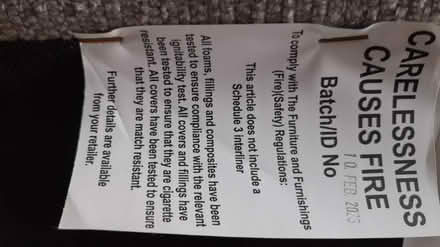 CARELESSNESS
CAUSES FIRE
Batch/ID No
10 FEB 2023
To comply with The Furniture and Furnishings
(Fire)(Safety) Regulations:
This article does not include a
Schedule 3 interliner
All foams, fillings and composites have been
tested to ensure compliance with the relevant
ignitability test. All covers and fillings have
been tested to ensure that they are cigarette
resistant. All covers have been tested to ensure
that they are match resistant.
Further details are available
from your retailer.